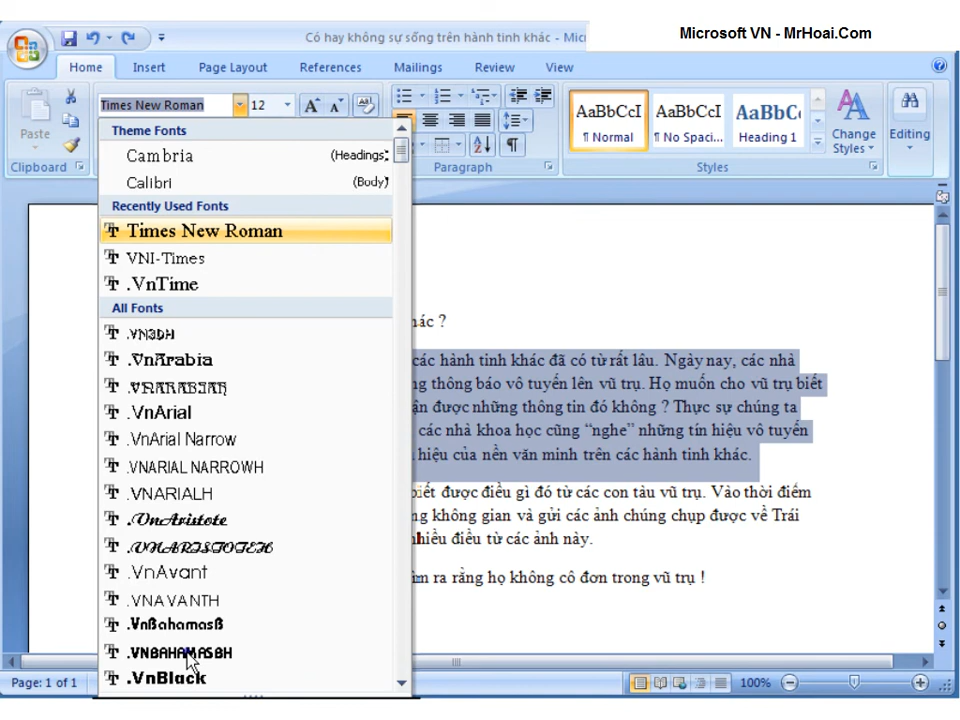 Có hay không sự sống trên hành tinh khác - Mic
Microsoft VN - MrHoai.Com
Home Insert Page Layout References Mailings Review View
Times New Roman 12
Paste
Clipboard
AaBbCcI AaBbCcI AaBbC
¶ Normal ¶ No Spaci... Heading 1
Change Styles
Editing
Paragraph Styles
Theme Fonts
Cambria (Headings)
Calibri (Body)
Recently Used Fonts
Times New Roman
VNI-Times
.VnTime
All Fonts
.VN3DH
.VnArabia
.VNARABIAH
.VnArial
.VnArial Narrow
.VNARIAL NARROWH
.VNARIALH
.VnAristote
.VNARISTOTEH
.VnAvant
.VNAVANTH
.VnBahamasB
.VNBAHAMASBH
.VnBlack
khác ?
các hành tinh khác đã có từ rất lâu. Ngày nay, các nhà
thông báo vô tuyến lên vũ trụ. Họ muốn cho vũ trụ biết
được những thông tin đó không ? Thực sự chúng ta
các nhà khoa học cũng “nghe” những tín hiệu vô tuyến
hiệu của nền văn minh trên các hành tinh khác.
biết được điều gì đó từ các con tàu vũ trụ. Vào thời điểm
không gian và gửi các ảnh chúng chụp được về Trái
nhiều điều từ các ảnh này.
ra rằng họ không cô đơn trong vũ trụ !
Page: 1 of 1 100%